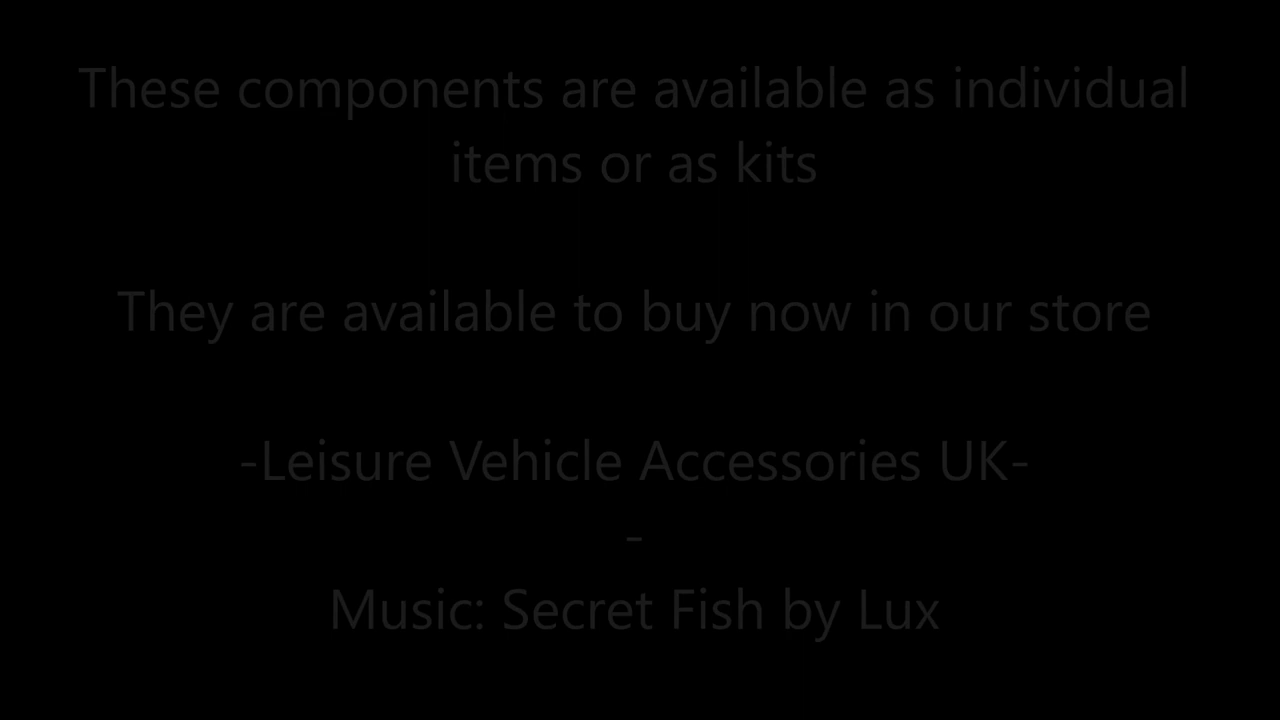 These components are available as individual
items or as kits
They are available to buy now in our store
-Leisure Vehicle Accessories UK-
-
Music: Secret Fish by Lux